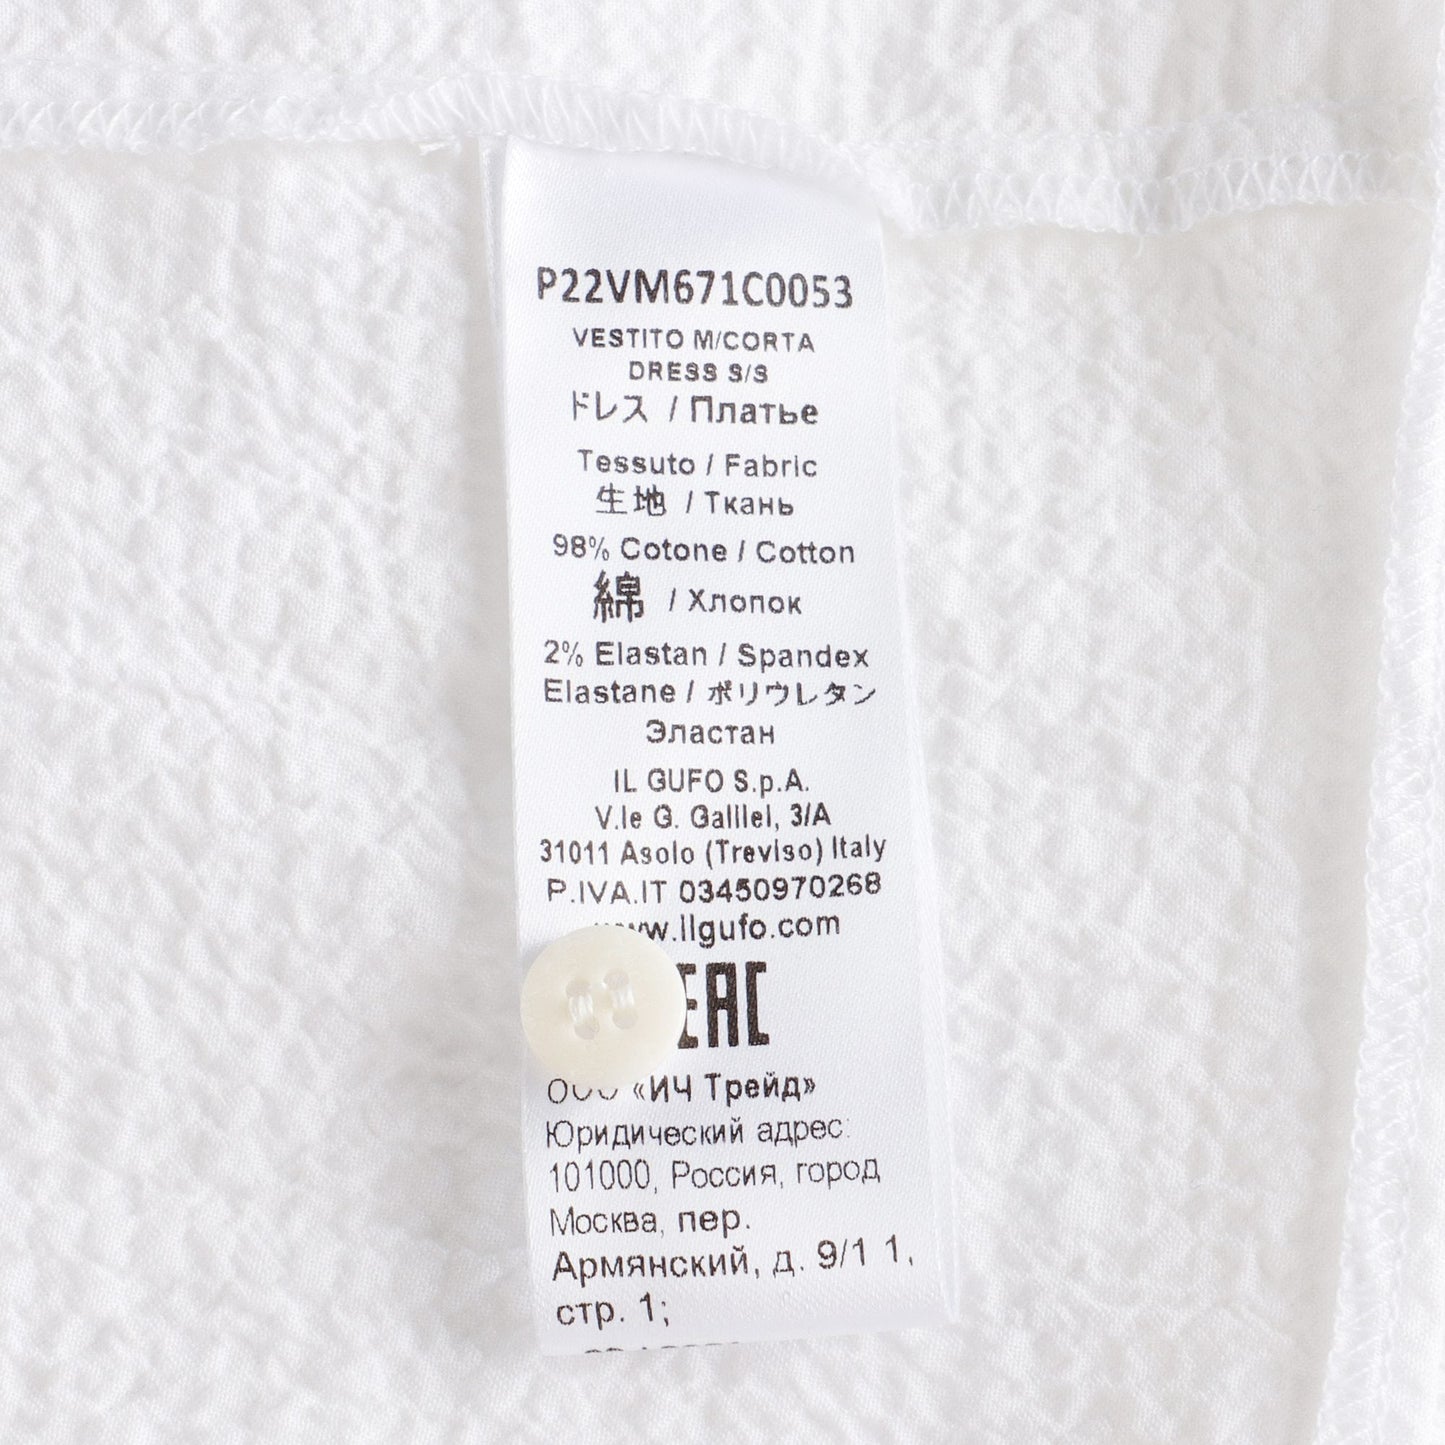 P22VM671C0053
VESTITO M/CORTA
DRESS S/S
ドレス / Платье
Tessuto / Fabric
生地 / Ткань
98% Cotone / Cotton
綿 / Хлопок
2% Elastan / Spandex
Elastane / ポリウレタン
Эластан
IL GUFO S.p.A.
V.le G. Galilei, 3/A
31011 Asolo (Treviso) Italy
P.IVA.IT 03450970268
www.ilgufo.com
EAC
ООО «ИЧ Трейд»
Юридический адрес:
101000, Россия, город
Москва, пер.
Армянский, д. 9/1 1,
стр. 1;